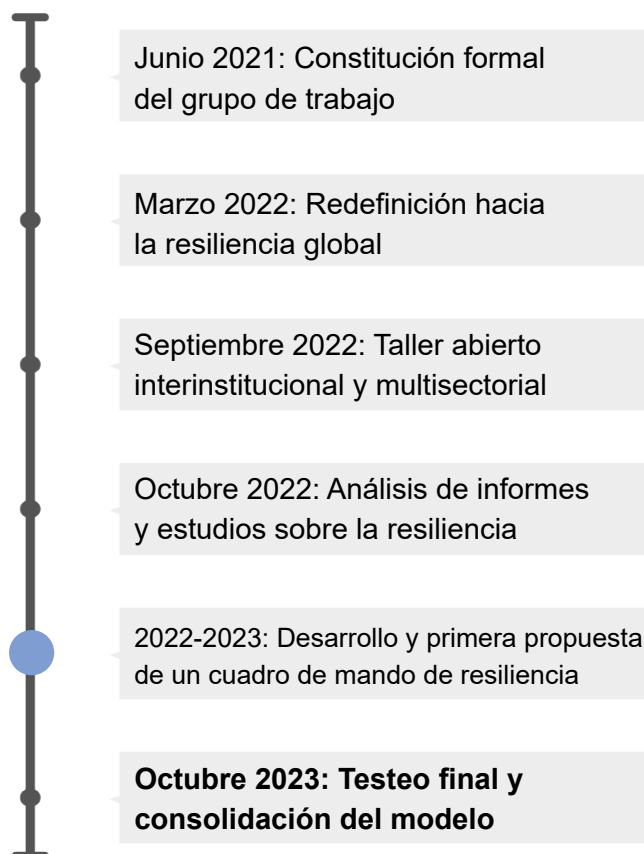 Junio 2021: Constitución formal
del grupo de trabajo
Marzo 2022: Redefinición hacia
la resiliencia global
Septiembre 2022: Taller abierto
interinstitucional y multisectorial
Octubre 2022: Análisis de informes
y estudios sobre la resiliencia
2022-2023: Desarrollo y primera propuesta
de un cuadro de mando de resiliencia
Octubre 2023: Testeo final y
consolidación del modelo